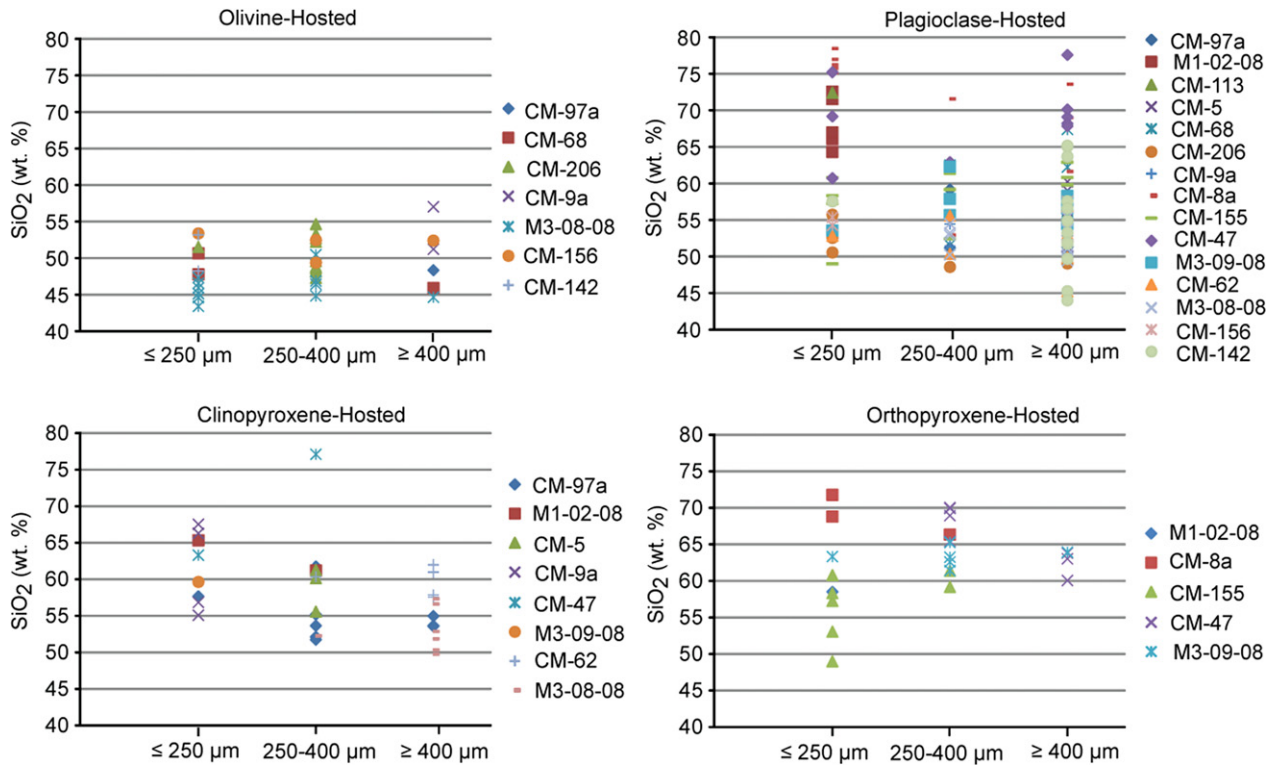 Olivine-Hosted
SiO2 (wt. %)
80
75
70
65
60
55
50
45
40
≤ 250 µm
250-400 µm
≥ 400 µm
CM-97a
CM-68
CM-206
CM-9a
M3-08-08
CM-156
CM-142
Plagioclase-Hosted
SiO2 (wt. %)
80
75
70
65
60
55
50
45
40
≤ 250 µm
250-400 µm
≥ 400 µm
CM-97a
M1-02-08
CM-113
CM-5
CM-68
CM-206
CM-9a
CM-8a
CM-155
CM-47
M3-09-08
CM-62
M3-08-08
CM-156
CM-142
Clinopyroxene-Hosted
SiO2 (wt. %)
80
75
70
65
60
55
50
45
40
≤ 250 µm
250-400 µm
≥ 400 µm
CM-97a
M1-02-08
CM-5
CM-9a
CM-47
M3-09-08
CM-62
M3-08-08
Orthopyroxene-Hosted
SiO2 (wt. %)
80
75
70
65
60
55
50
45
40
≤ 250 µm
250-400 µm
≥ 400 µm
M1-02-08
CM-8a
CM-155
CM-47
M3-09-08